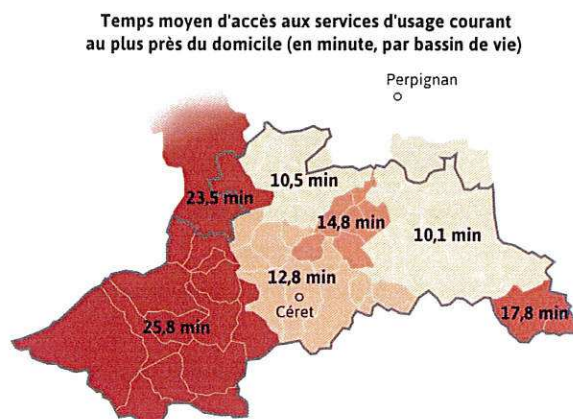 Temps moyen d'accès aux services d'usage courant
au plus près du domicile (en minute, par bassin de vie)
Perpignan
10,5 min
23,5 min
14,8 min
10,1 min
12,8 min
Céret
17,8 min
25,8 min